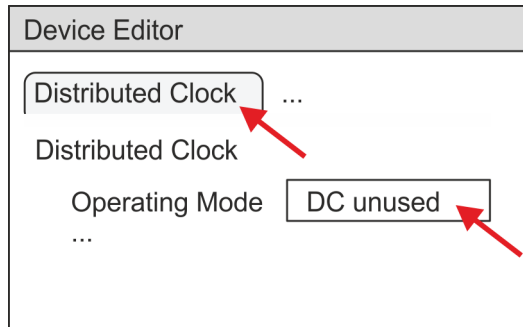 Device Editor
Distributed Clock ...
Distributed Clock
Operating Mode DC unused
...